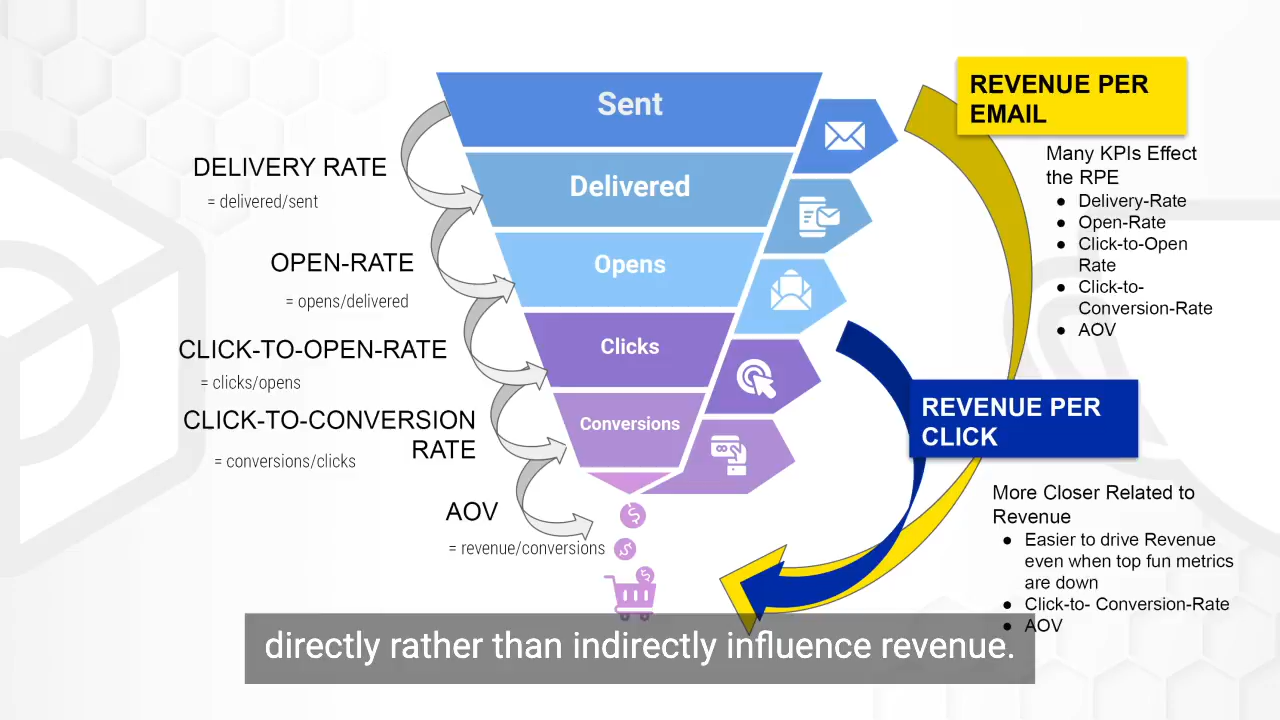 Sent
Delivered
Opens
Clicks
Conversions
DELIVERY RATE
= delivered/sent
OPEN-RATE
= opens/delivered
CLICK-TO-OPEN-RATE
= clicks/opens
CLICK-TO-CONVERSION
RATE
= conversions/clicks
AOV
= revenue/conversions
REVENUE PER
EMAIL
Many KPIs Effect
the RPE
● Delivery-Rate
● Open-Rate
● Click-to-Open
Rate
● Click-to-
Conversion-Rate
● AOV
REVENUE PER
CLICK
More Closer Related to
Revenue
● Easier to drive Revenue
even when top fun metrics
are down
● Click-to- Conversion-Rate
● AOV
directly rather than indirectly influence revenue.